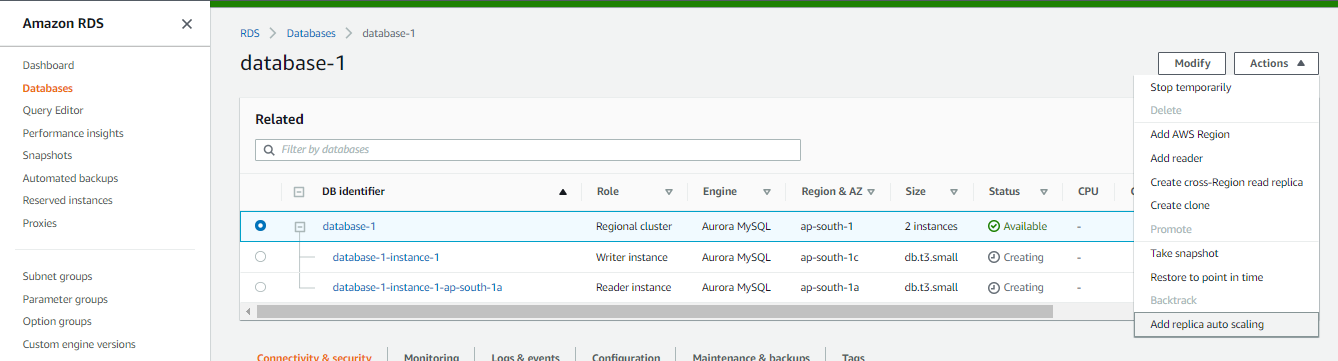 Amazon RDS
Dashboard
Databases
Query Editor
Performance insights
Snapshots
Automated backups
Reserved instances
Proxies
Subnet groups
Parameter groups
Option groups
Custom engine versions
RDS > Databases > database-1
database-1
Modify Actions
Stop temporarily
Delete
Add AWS Region
Add reader
Create cross-Region read replica
Create clone
Promote
Take snapshot
Restore to point in time
Backtrack
Add replica auto scaling
Related
Filter by databases
DB identifier Role Engine Region & AZ Size Status CPU
database-1 Regional cluster Aurora MySQL ap-south-1 2 instances Available -
database-1-instance-1 Writer instance Aurora MySQL ap-south-1c db.t3.small Creating -
database-1-instance-1-ap-south-1a Reader instance Aurora MySQL ap-south-1a db.t3.small Creating -
Connectivity & security Monitoring Logs & events Configuration Maintenance & backups Tags